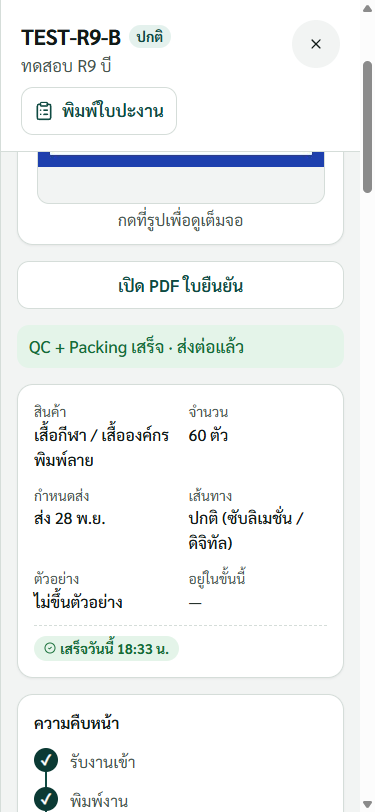 TEST-R9-B ปกติ
ทดสอบ R9 บี
พิมพ์ใบปะงาน
กดที่รูปเพื่อดูเต็มจอ
เปิด PDF ใบยืนยัน
QC + Packing เสร็จ · ส่งต่อแล้ว
สินค้า
เสื้อกีฬา / เสื้อองค์กร
พิมพ์ลาย
จำนวน
60 ตัว
กำหนดส่ง
ส่ง 28 พ.ย.
เส้นทาง
ปกติ (ซับลิเมชั่น /
ดิจิทัล)
ตัวอย่าง
ไม่ขึ้นตัวอย่าง
อยู่ในขั้นนี้
—
เสร็จวันนี้ 18:33 น.
ความคืบหน้า
รับงานเข้า
พิมพ์งาน